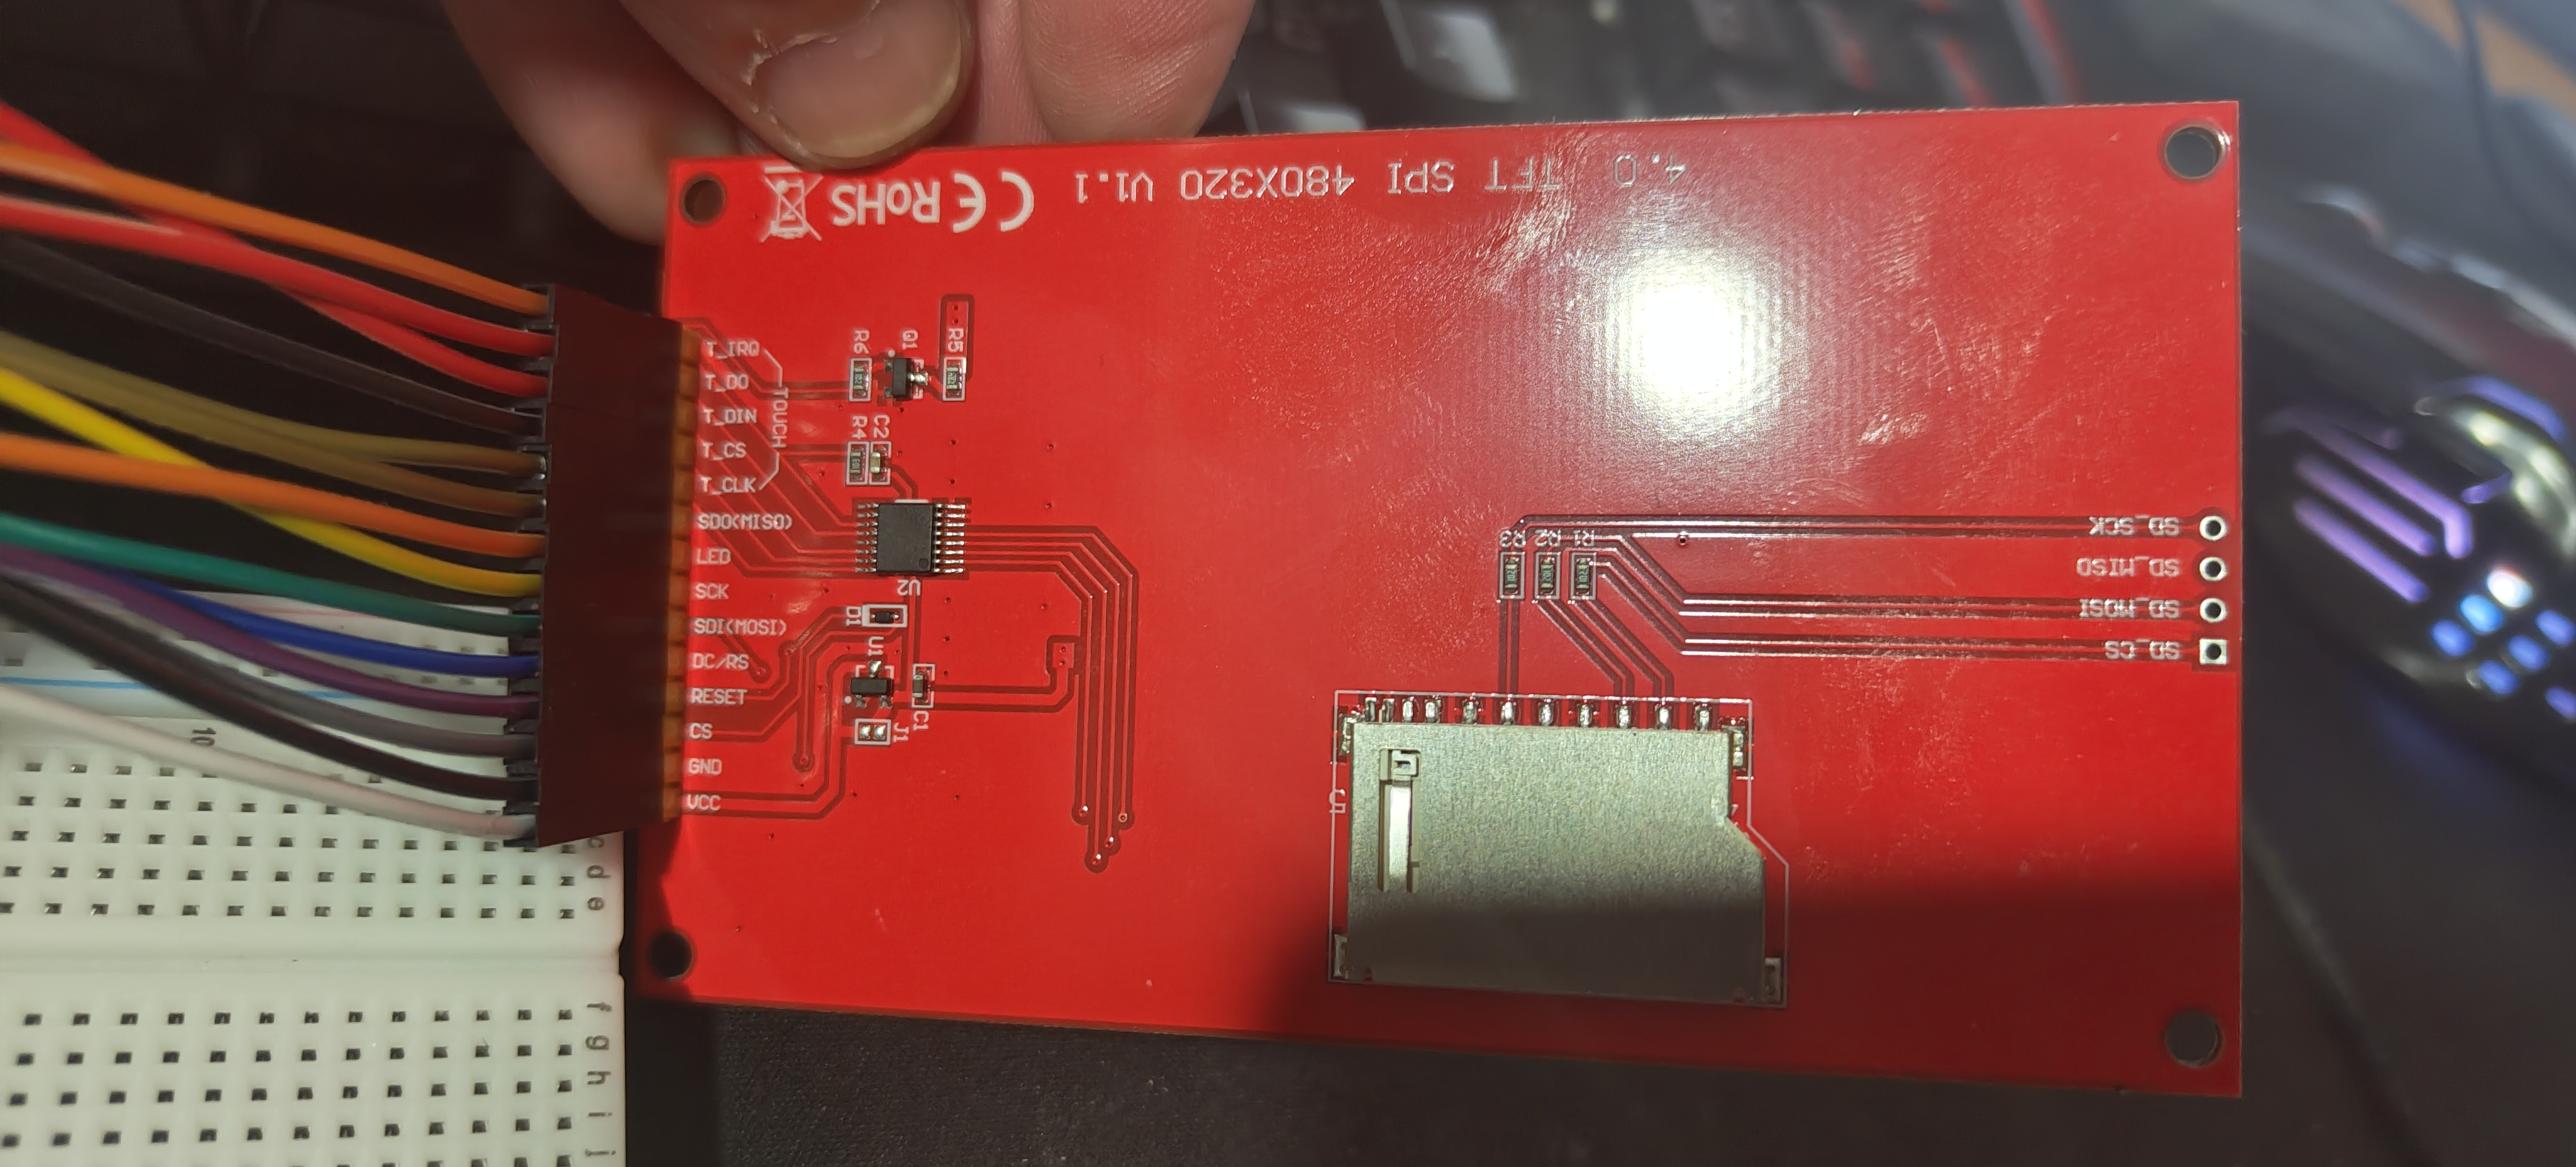 4.0 TFT SPI 480X320 V1.1
CE RoHS
T_IRQ
T_DO
T_DIN
T_CS
T_CLK
TOUCH
SDO(MISO)
LED
SCK
SDI(MOSI)
DC/RS
RESET
CS
GND
VCC
R6
Q1
R5
R4
C2
U2
D1
U1
C1
J1
R3
R2
R1
SD_SCK
SD_MISO
SD_MOSI
SD_CS
10
c
d
e
f
g
h
i
j